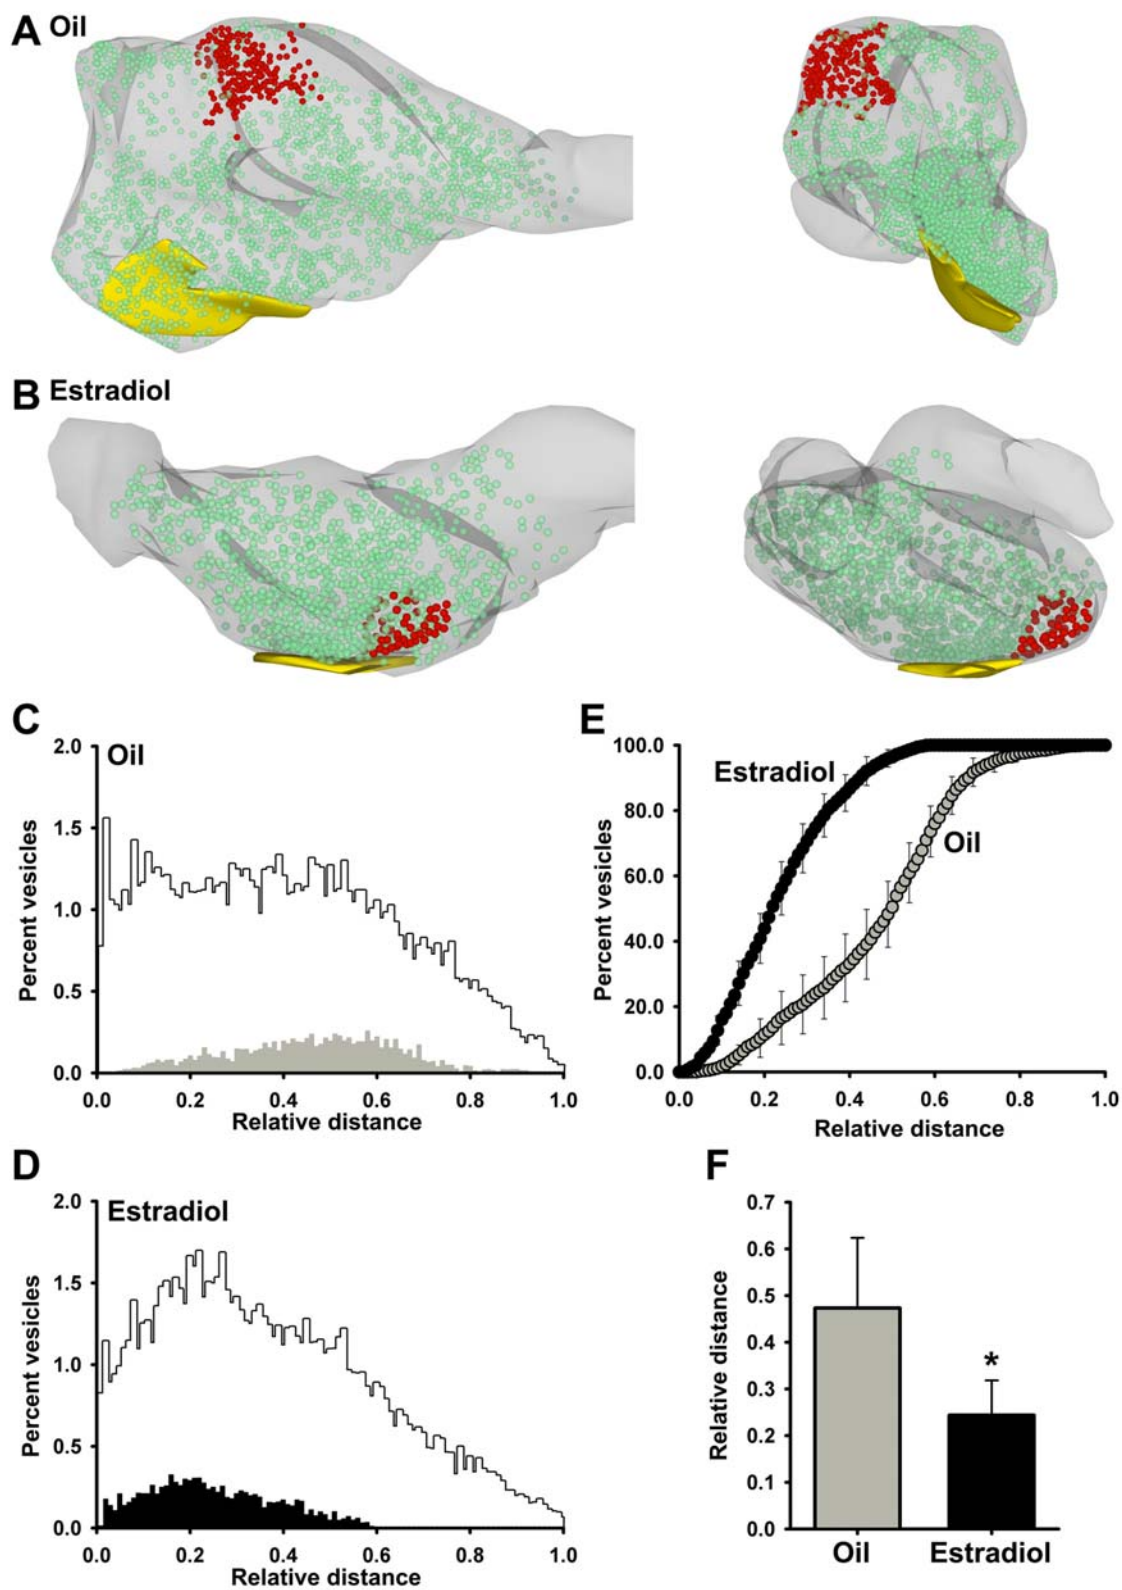 A Oil
B Estradiol
C
2.0
Oil
1.5
1.0
0.5
0.0
Percent vesicles
0.0 0.2 0.4 0.6 0.8 1.0
Relative distance
D
2.0
Estradiol
1.5
1.0
0.5
0.0
Percent vesicles
0.0 0.2 0.4 0.6 0.8 1.0
Relative distance
E
100.0
80.0
60.0
40.0
20.0
0.0
Percent vesicles
Estradiol
Oil
0.0 0.2 0.4 0.6 0.8 1.0
Relative distance
F
0.7
0.6
0.5
0.4
0.3
0.2
0.1
0.0
Relative distance
*
Oil Estradiol